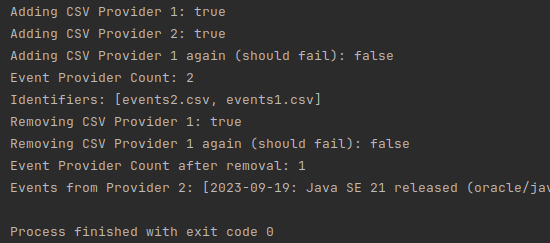 Adding CSV Provider 1: true
Adding CSV Provider 2: true
Adding CSV Provider 1 again (should fail): false
Event Provider Count: 2
Identifiers: [events2.csv, events1.csv]
Removing CSV Provider 1: true
Removing CSV Provider 1 again (should fail): false
Event Provider Count after removal: 1
Events from Provider 2: [2023-09-19: Java SE 21 released (oracle/jav
Process finished with exit code 0